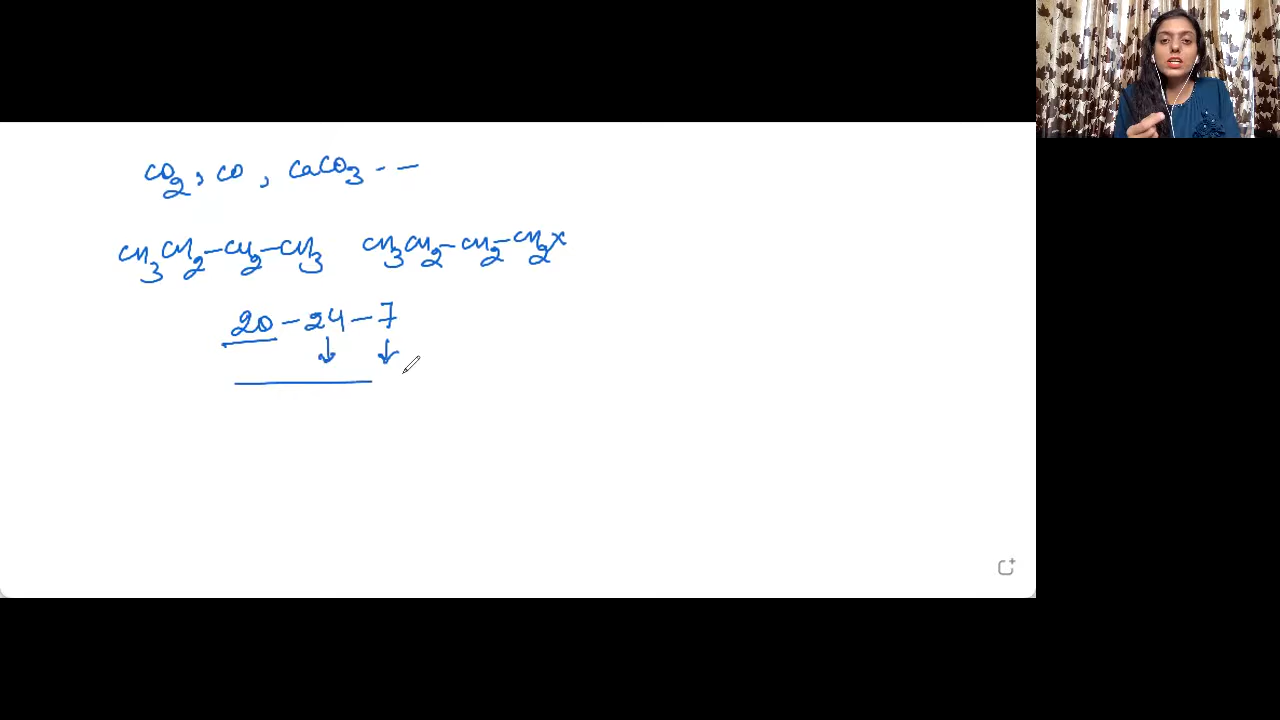 CO2, CO, CaCO3 - -
CH3CH2-CH2-CH3 CH3CH2-CH2-CH2X
20-24-7